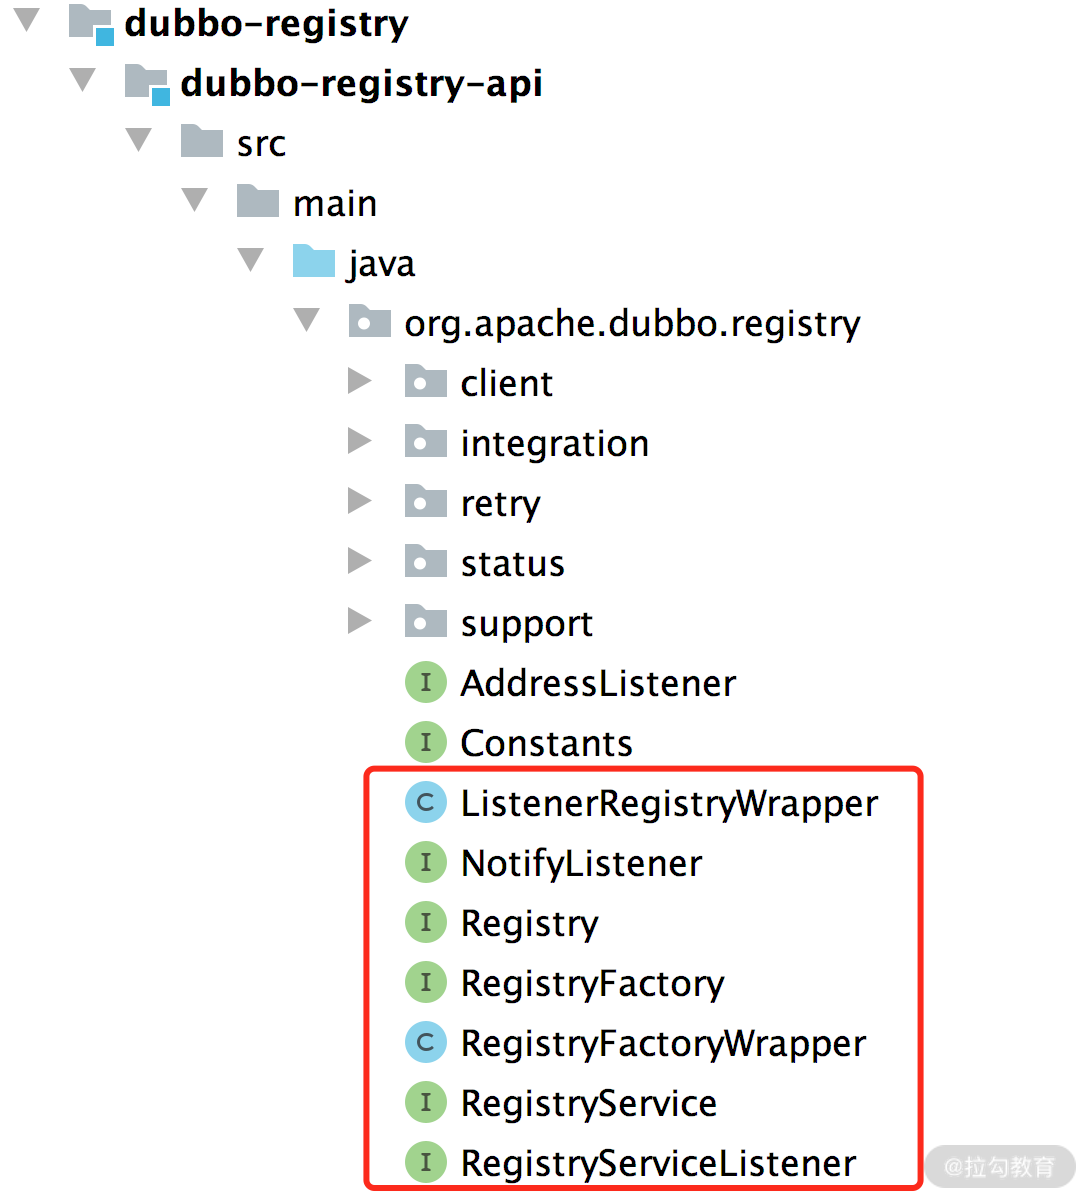 dubbo-registry
dubbo-registry-api
src
main
java
org.apache.dubbo.registry
client
integration
retry
status
support
I AddressListener
I Constants
C ListenerRegistryWrapper
I NotifyListener
I Registry
I RegistryFactory
C RegistryFactoryWrapper
I RegistryService
I RegistryServiceListener
@拉勾教育